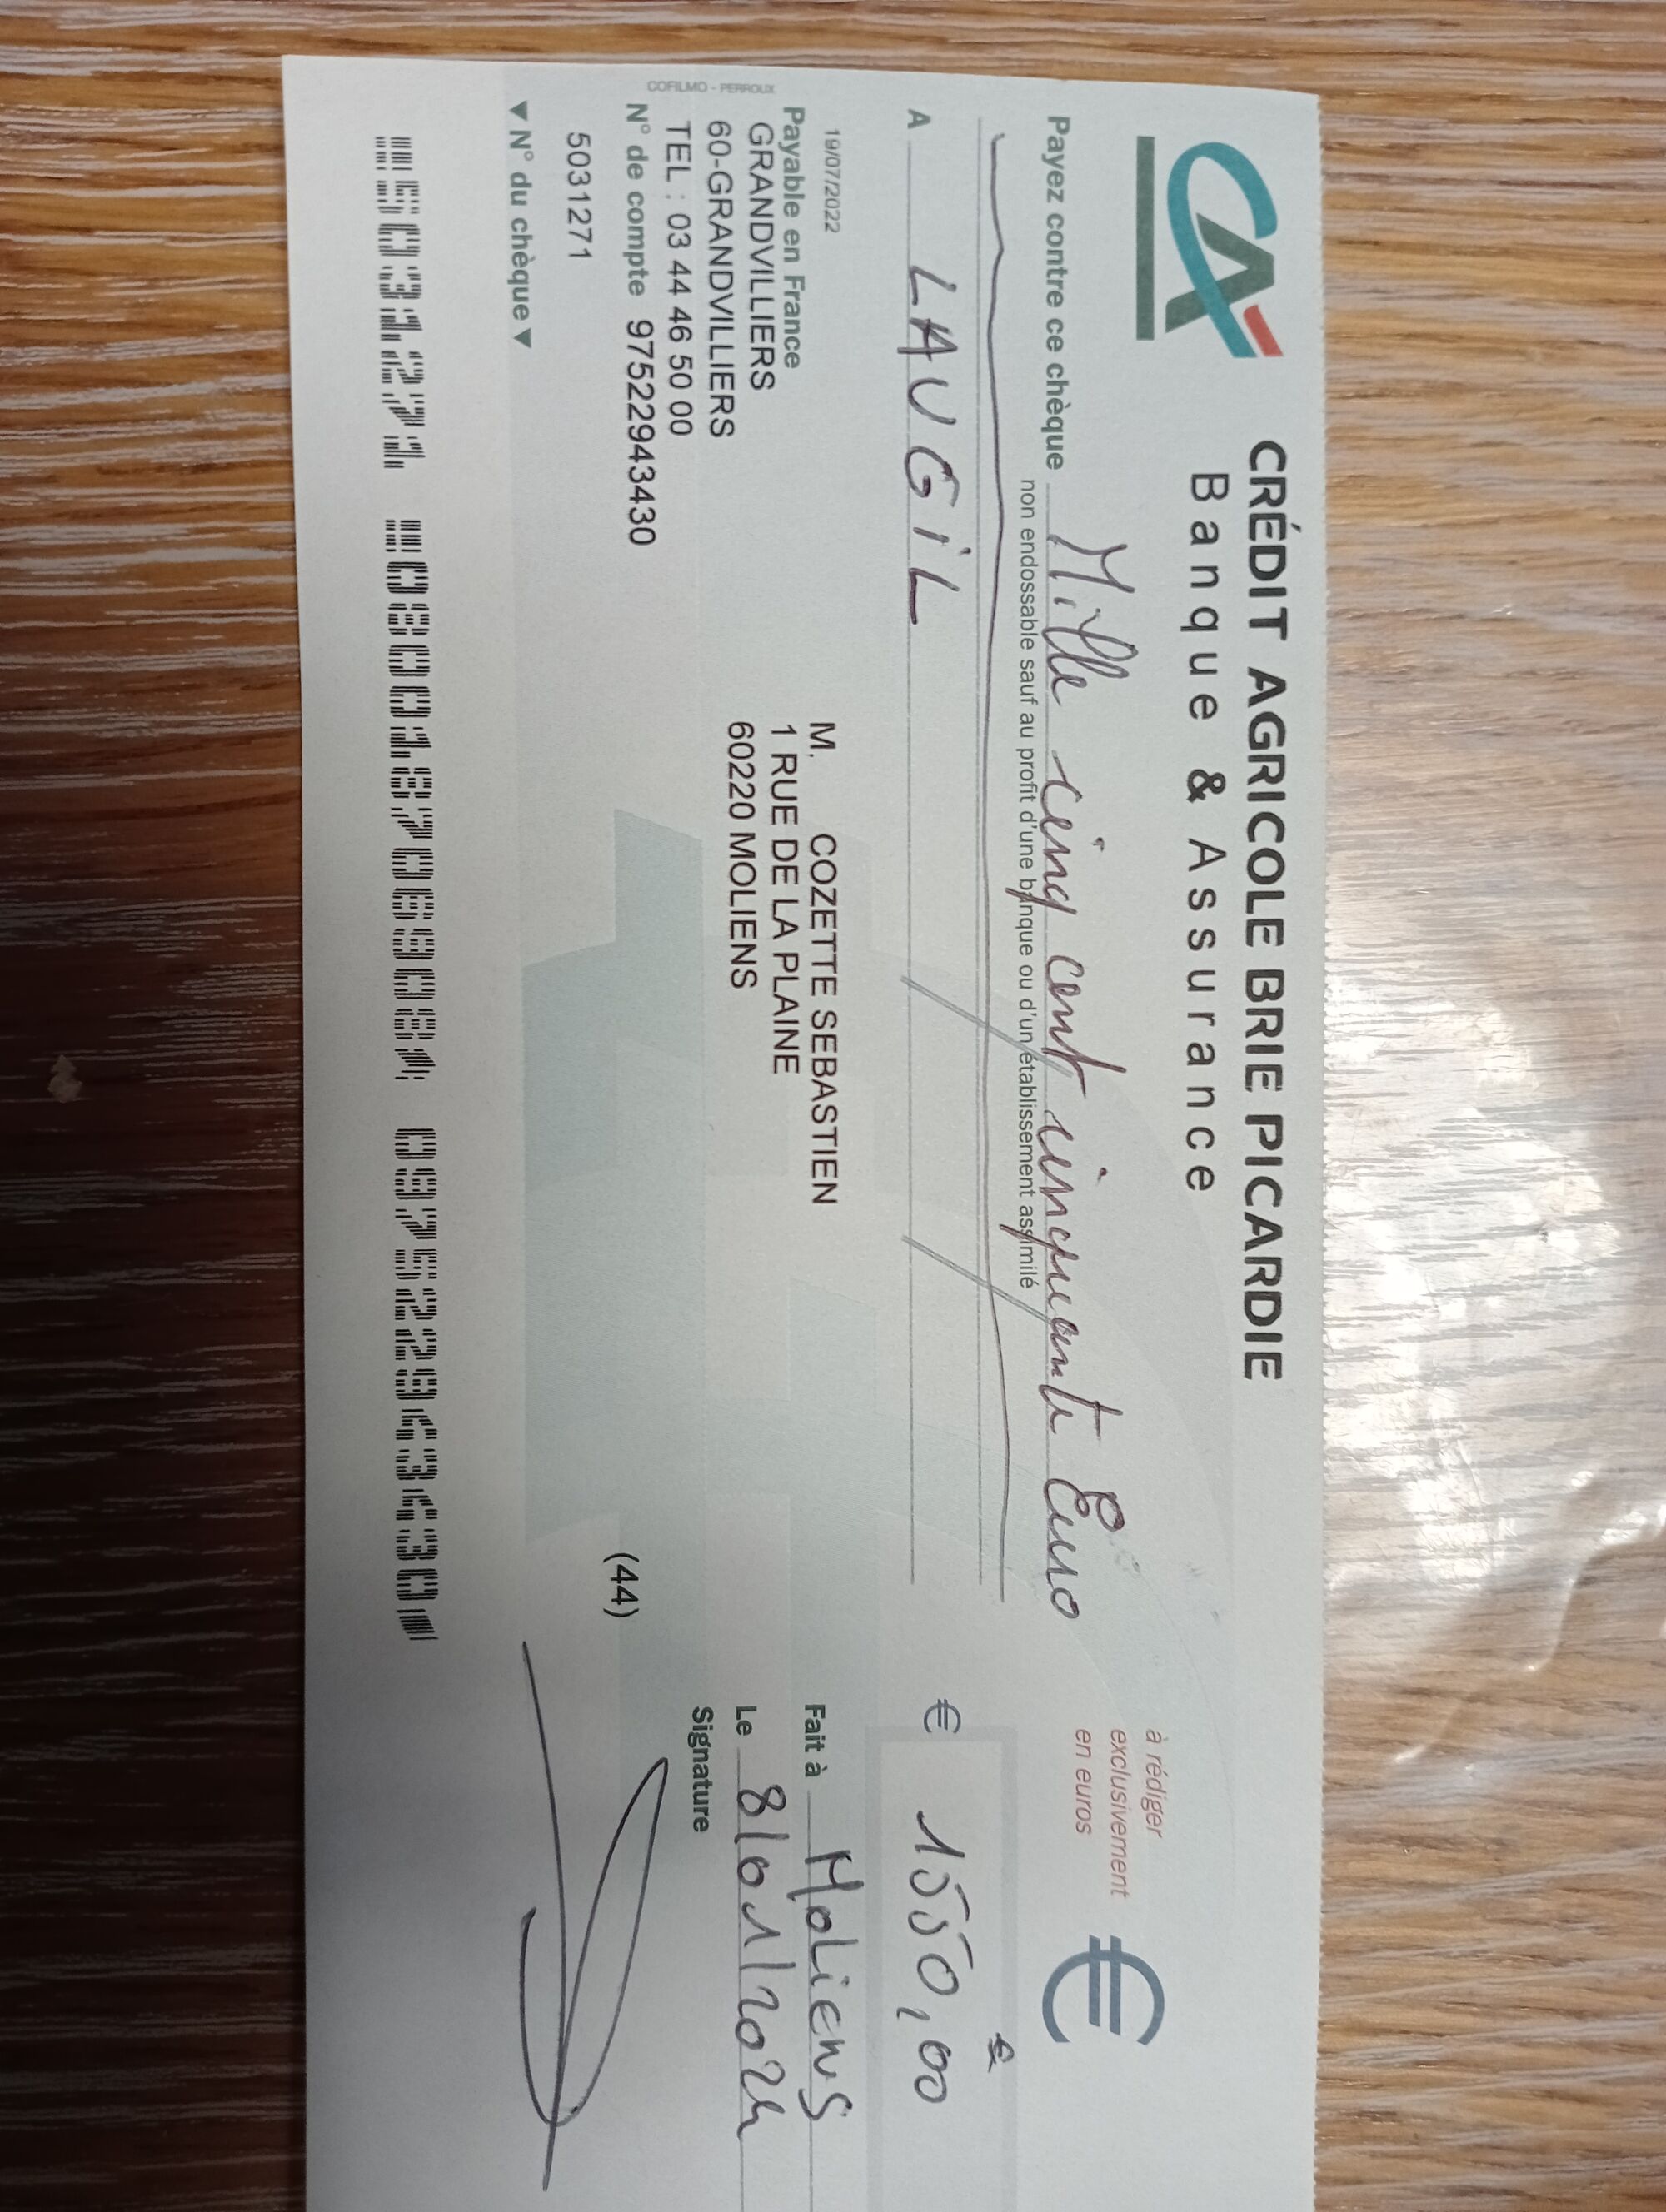 CA
CRÉDIT AGRICOLE BRIE PICARDIE
Banque & Assurance
à rédiger
exclusivement
en euros
€
Payez contre ce chèque Mille cinq cent cinquante Euro
non endossable sauf au profit d'une banque ou d'un établissement assimilé
€ 1550,00 €
A LAUGiL
19/07/2022
COFILMO - PERROUX
Payable en France
GRANDVILLIERS
60-GRANDVILLIERS
TEL : 03 44 46 50 00
N° de compte 97522943430
5031271
M. COZETTE SEBASTIEN
1 RUE DE LA PLAINE
60220 MOLIENS
(44)
Fait à MoLienS
Le 8/01/2024
Signature
▼ N° du chèque ▼
5031271 080018706908 097522943430